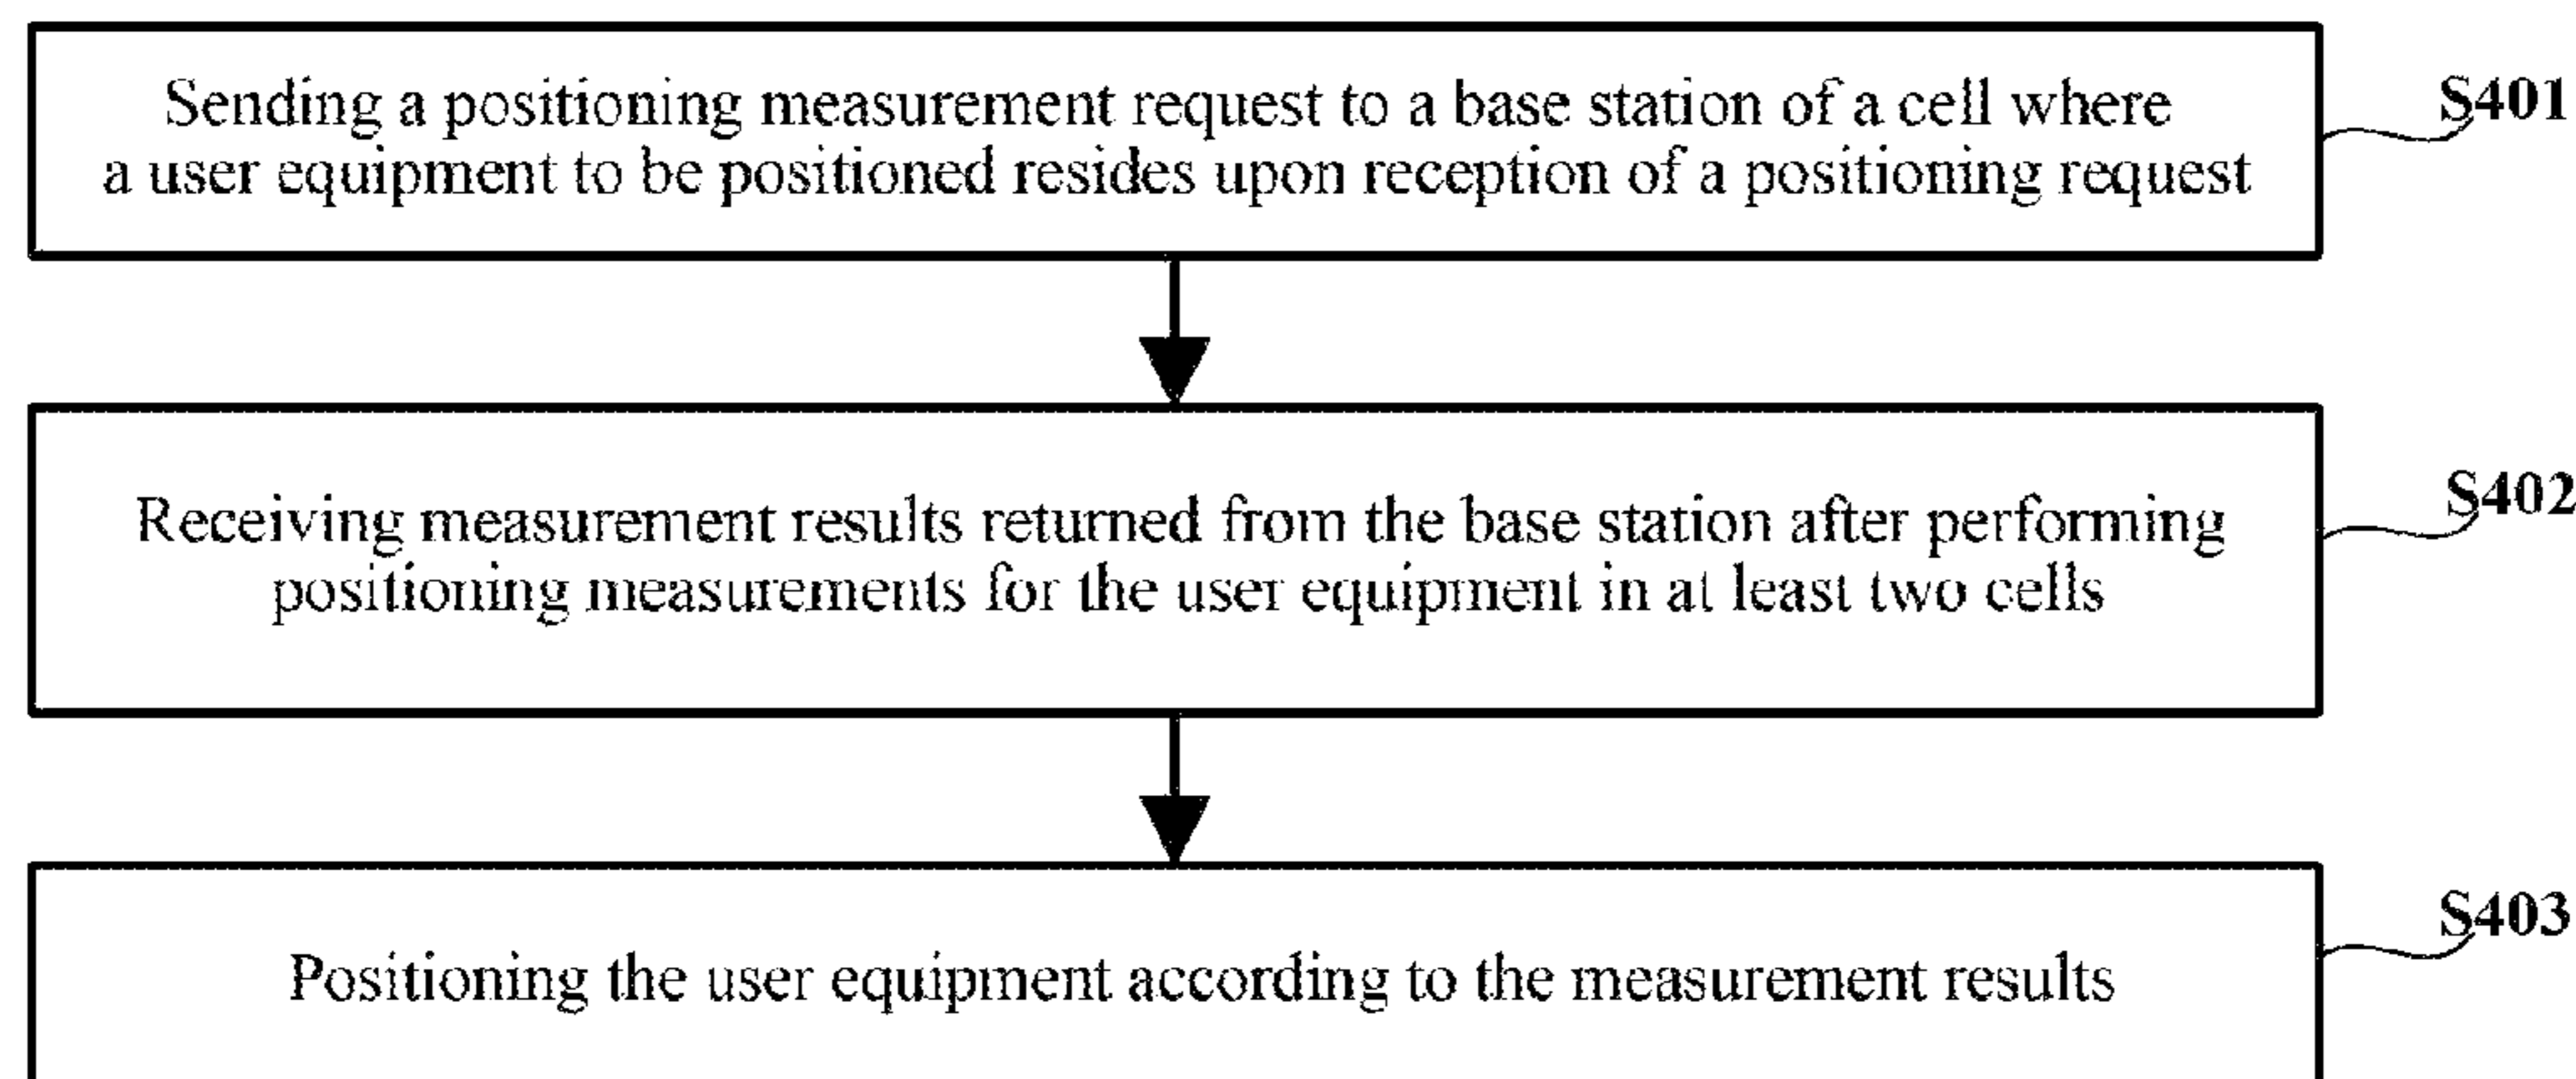 Sending a positioning measurement request to a base station of a cell where
a user equipment to be positioned resides upon reception of a positioning request
S401
Receiving measurement results returned from the base station after performing
positioning measurements for the user equipment in at least two cells
S402
Positioning the user equipment according to the measurement results
S403